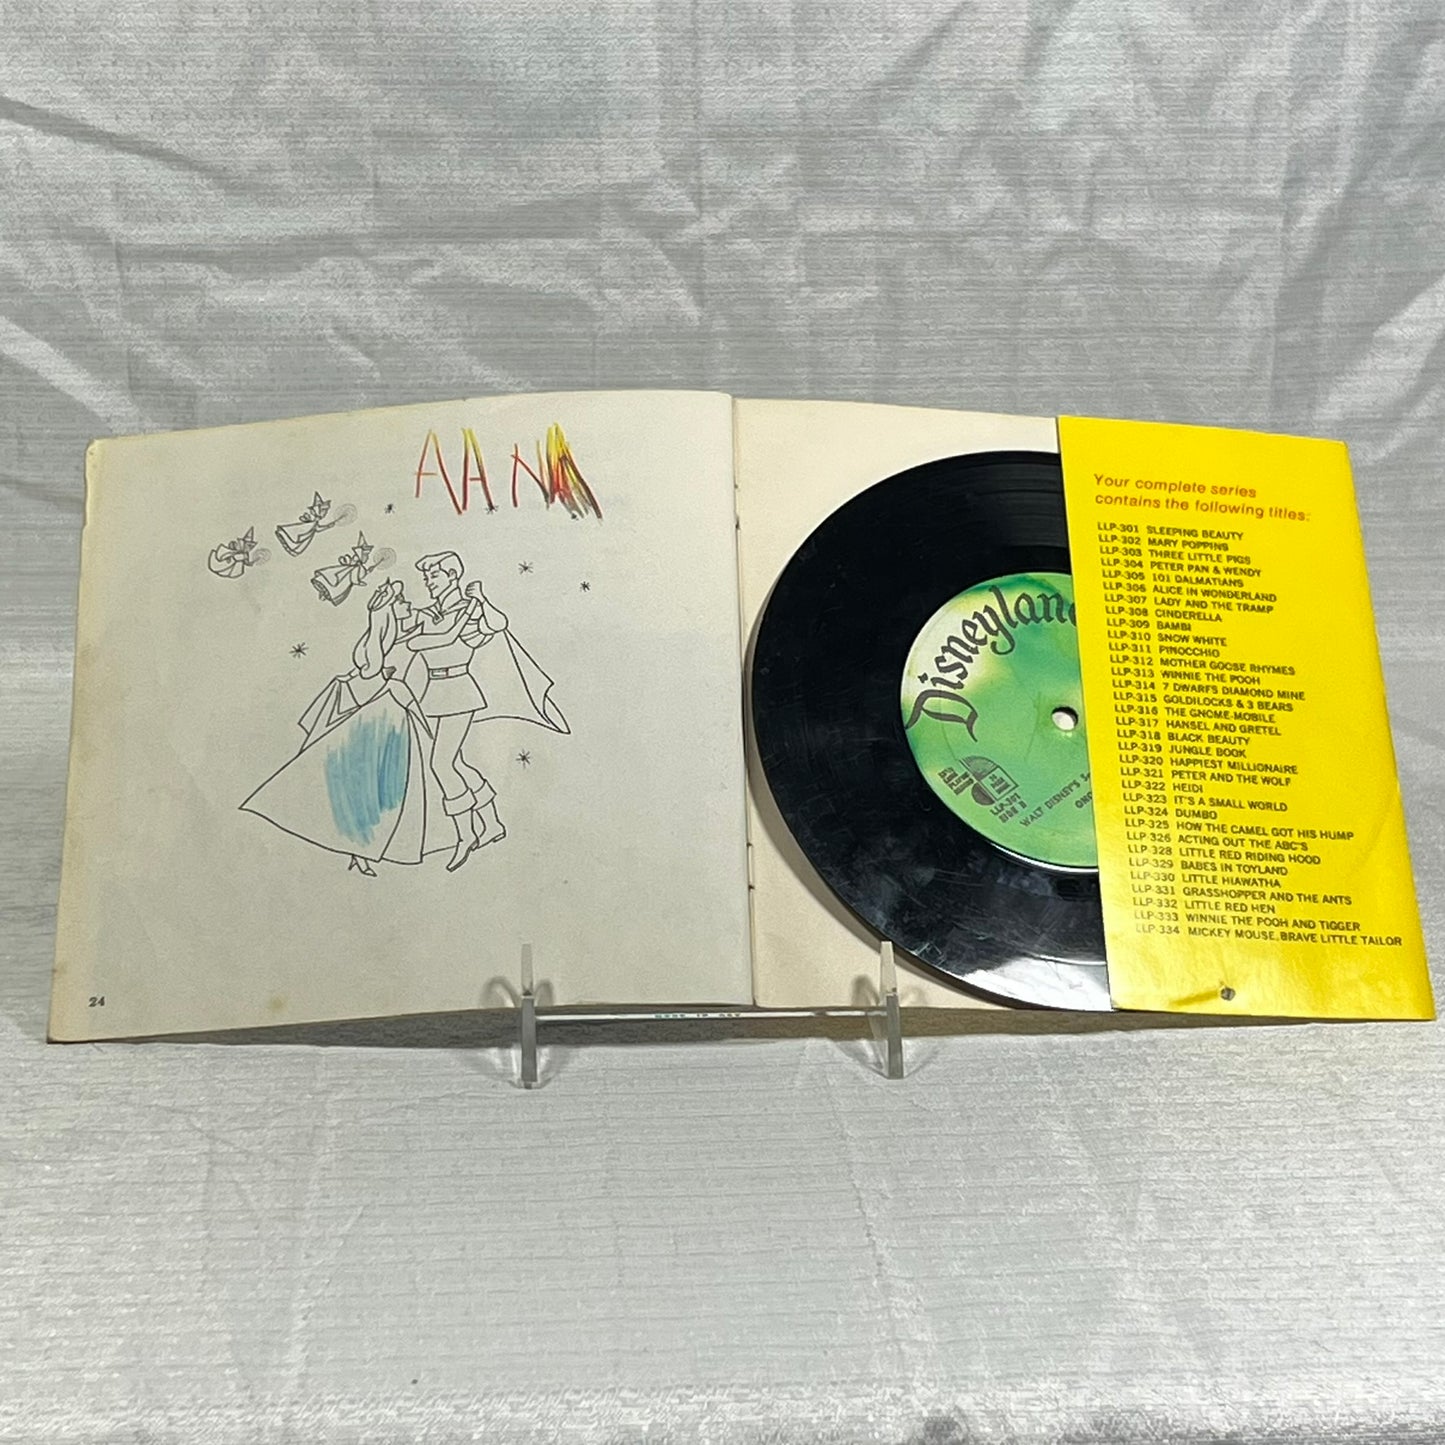 AANA
24
Disneyland
LLP-301
SIDE B
WALT DISNEY'S
Your complete series
contains the following titles:
LLP-301 SLEEPING BEAUTY
LLP-302 MARY POPPINS
LLP-303 THREE LITTLE PIGS
LLP-304 PETER PAN & WENDY
LLP-305 101 DALMATIANS
LLP-306 ALICE IN WONDERLAND
LLP-307 LADY AND THE TRAMP
LLP-308 CINDERELLA
LLP-309 BAMBI
LLP-310 SNOW WHITE
LLP-311 PINOCCHIO
LLP-312 MOTHER GOOSE RHYMES
LLP-313 WINNIE THE POOH
LLP-314 7 DWARFS DIAMOND MINE
LLP-315 GOLDILOCKS & 3 BEARS
LLP-316 THE GNOME-MOBILE
LLP-317 HANSEL AND GRETEL
LLP-318 BLACK BEAUTY
LLP-319 JUNGLE BOOK
LLP-320 HAPPIEST MILLIONAIRE
LLP-321 PETER AND THE WOLF
LLP-322 HEIDI
LLP-323 IT'S A SMALL WORLD
LLP-324 DUMBO
LLP-325 HOW THE CAMEL GOT HIS HUMP
LLP-326 ACTING OUT THE ABC'S
LLP-328 LITTLE RED RIDING HOOD
LLP-329 BABES IN TOYLAND
LLP-330 LITTLE HIAWATHA
LLP-331 GRASSHOPPER AND THE ANTS
LLP-332 LITTLE RED HEN
LLP-333 WINNIE THE POOH AND TIGGER
LLP-334 MICKEY MOUSE, BRAVE LITTLE TAILOR